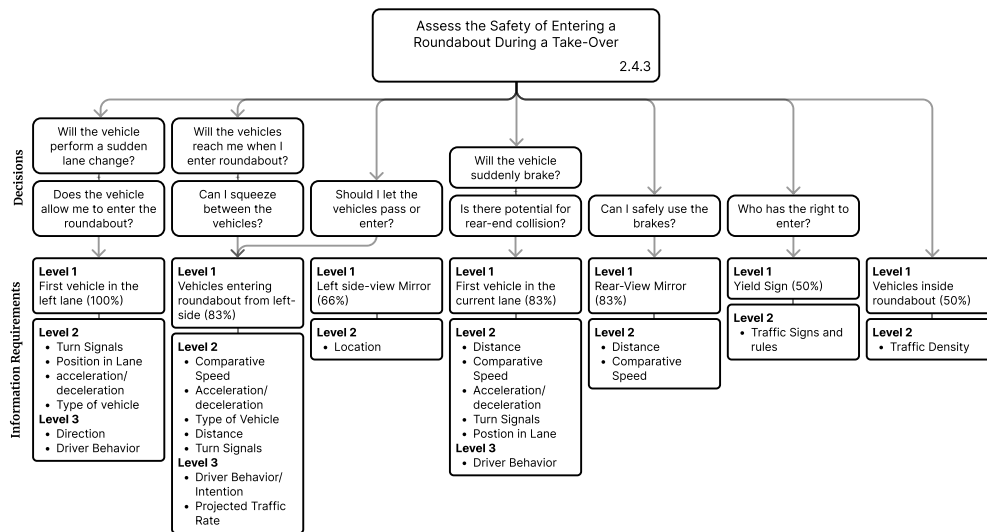 Assess the Safety of Entering a
Roundabout During a Take-Over
2.4.3
Decisions
Will the vehicle
perform a sudden
lane change?
Does the vehicle
allow me to enter the
roundabout?
Will the vehicles
reach me when I
enter roundabout?
Can I squeeze
between the
vehicles?
Should I let the
vehicles pass or
enter?
Will the vehicle
suddenly brake?
Is there potential for
rear-end collision?
Can I safely use the
brakes?
Who has the right to
enter?
Information Requirements
Level 1
First vehicle in the
left lane (100%)
Level 2
• Turn Signals
• Position in Lane
• acceleration/
deceleration
• Type of vehicle
Level 3
• Direction
• Driver Behavior
Level 1
Vehicles entering
roundabout from left-
side (83%)
Level 2
• Comparative
Speed
• Acceleration/
deceleration
• Type of Vehicle
• Distance
• Turn Signals
Level 3
• Driver Behavior/
Intention
• Projected Traffic
Rate
Level 1
Left side-view Mirror
(66%)
Level 2
• Location
Level 1
First vehicle in the
current lane (83%)
Level 2
• Distance
• Comparative
Speed
• Acceleration/
deceleration
• Turn Signals
• Postion in Lane
Level 3
• Driver Behavior
Level 1
Rear-View Mirror
(83%)
Level 2
• Distance
• Comparative
Speed
Level 1
Yield Sign (50%)
Level 2
• Traffic Signs and
rules
Level 1
Vehicles inside
roundabout (50%)
Level 2
• Traffic Density